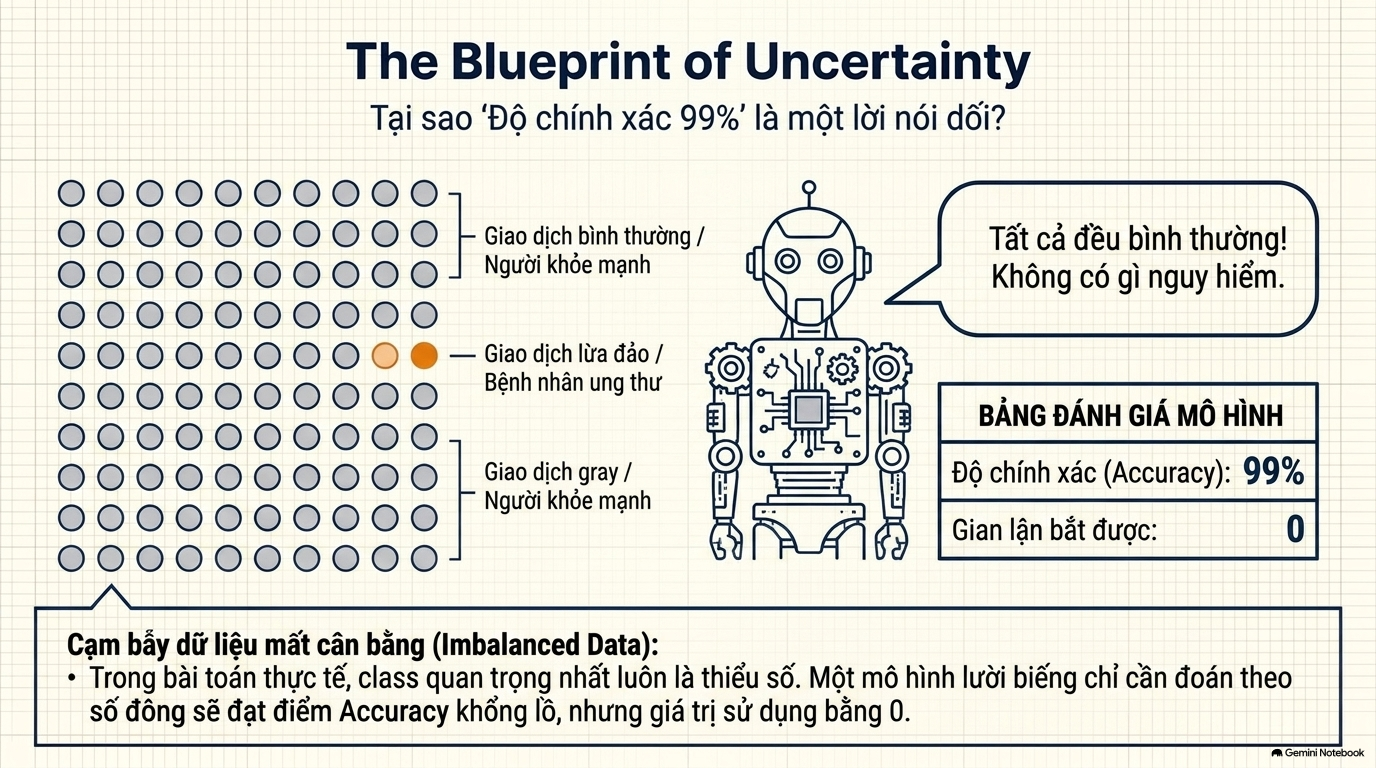 The Blueprint of Uncertainty
Tại sao ‘Độ chính xác 99%’ là một lời nói dối?
Giao dịch bình thường /
Người khỏe mạnh
Giao dịch lừa đảo /
Bệnh nhân ung thư
Giao dịch gray /
Người khỏe mạnh
Tất cả đều bình thường!
Không có gì nguy hiểm.
BẢNG ĐÁNH GIÁ MÔ HÌNH
Độ chính xác (Accuracy): 99%
Gian lận bắt được: 0
Cạm bẫy dữ liệu mất cân bằng (Imbalanced Data):
• Trong bài toán thực tế, class quan trọng nhất luôn là thiểu số. Một mô hình lười biếng chỉ cần đoán theo
số đông sẽ đạt điểm Accuracy khổng lồ, nhưng giá trị sử dụng bằng 0.
Gemini Notebook